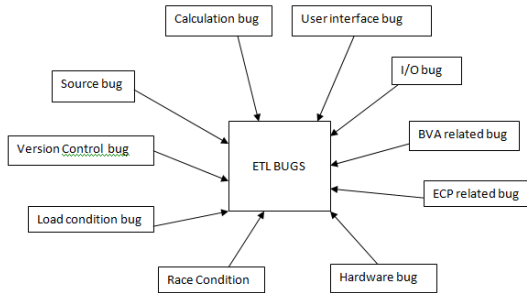 Calculation bug
User interface bug
I/O bug
Source bug
BVA related bug
Version Control bug
ETL BUGS
ECP related bug
Load condition bug
Race Condition
Hardware bug